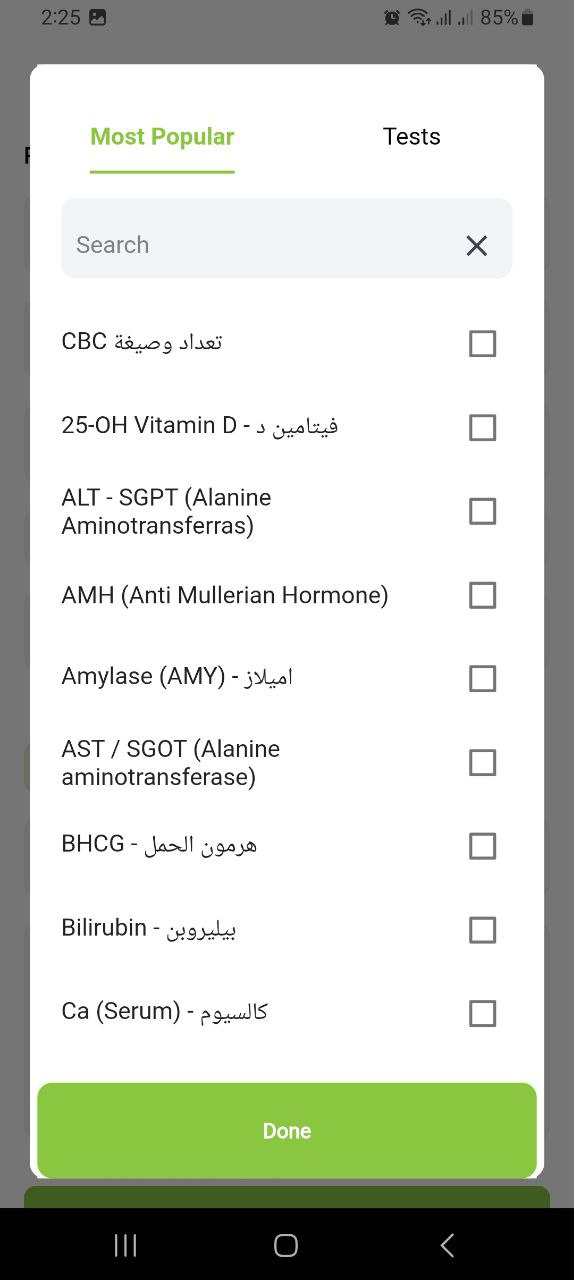 2:25 85%
Most Popular Tests
Search
CBC تعداد وصيغة
25-OH Vitamin D - فيتامين د
ALT - SGPT (Alanine
Aminotransferras)
AMH (Anti Mullerian Hormone)
Amylase (AMY) - اميلاز
AST / SGOT (Alanine
aminotransferase)
BHCG - هرمون الحمل
Bilirubin - بيليروبن
Ca (Serum) - كالسيوم
Done